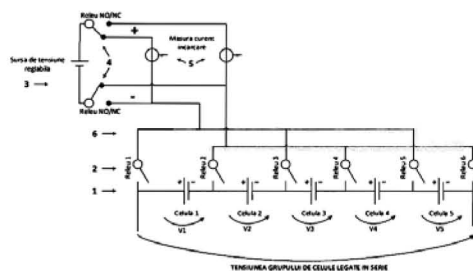 Releu NO/NC
+
Masura curent
incarcare
Sursa de tensiune
reglabila
4
5
3
-
Releu NO/NC
6
Releu 1
Releu 2
Releu 3
Releu 4
Releu 5
Releu 6
2
1
+ -
+ -
+ -
+ -
+ -
Celula 1
Celula 2
Celula 3
Celula 4
Celula 5
V1
V2
V3
V4
V5
TENSIUNEA GRUPULUI DE CELULE LEGATE IN SERIE